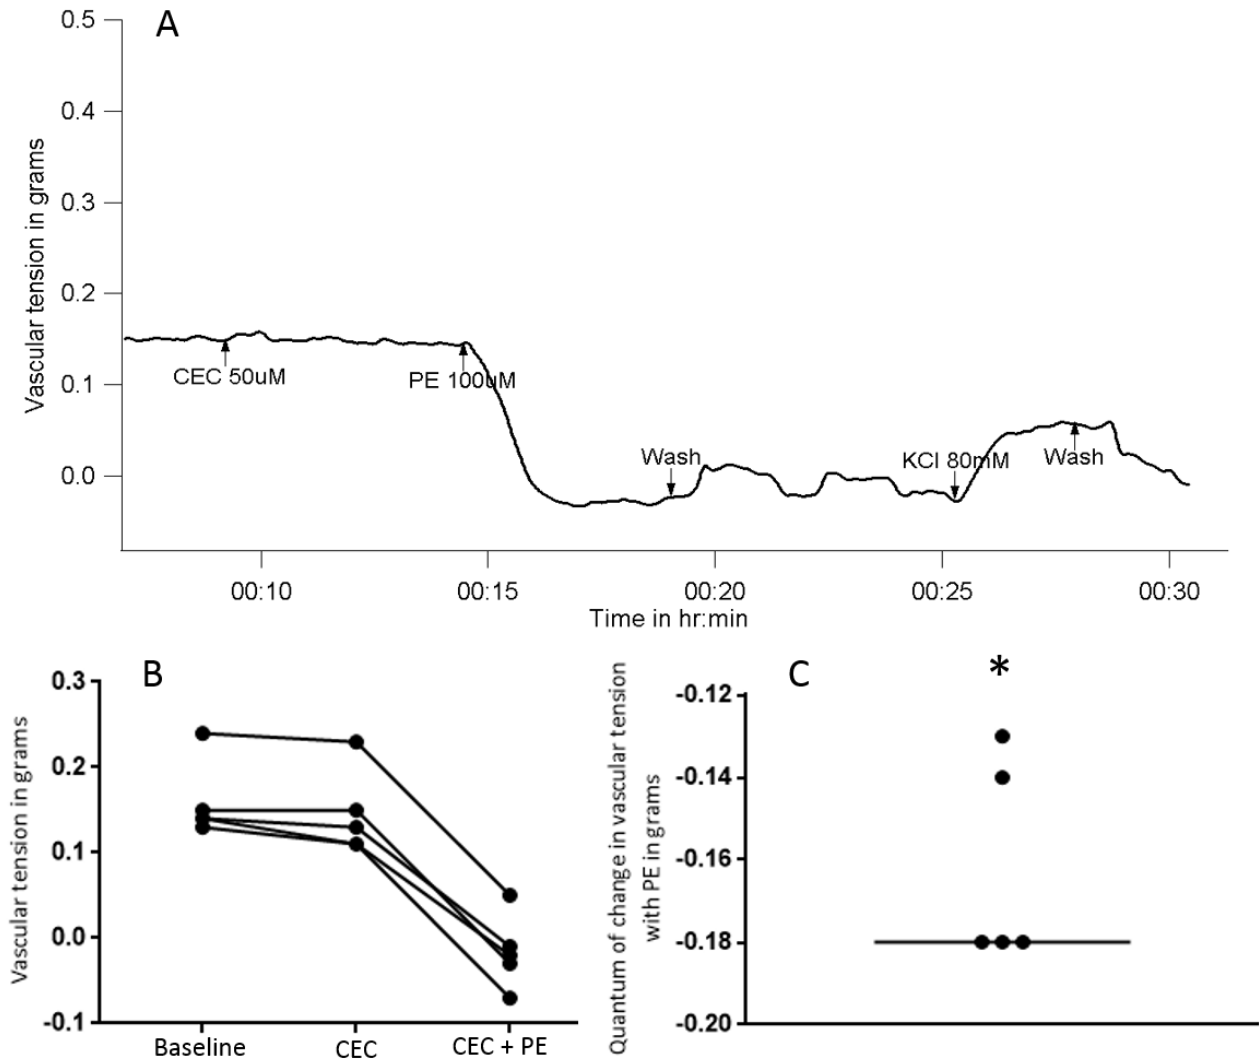 A
0.5
0.4
0.3
0.2
0.1
0.0
Vascular tension in grams
CEC 50uM
PE 100uM
Wash
KCl 80mM
Wash
00:10
00:15
00:20
00:25
00:30
Time in hr:min
B
0.3
0.2
0.1
0.0
-0.1
Vascular tension in grams
Baseline
CEC
CEC + PE
C
*
-0.12
-0.14
-0.16
-0.18
-0.20
Quantum of change in vascular tension
with PE in grams